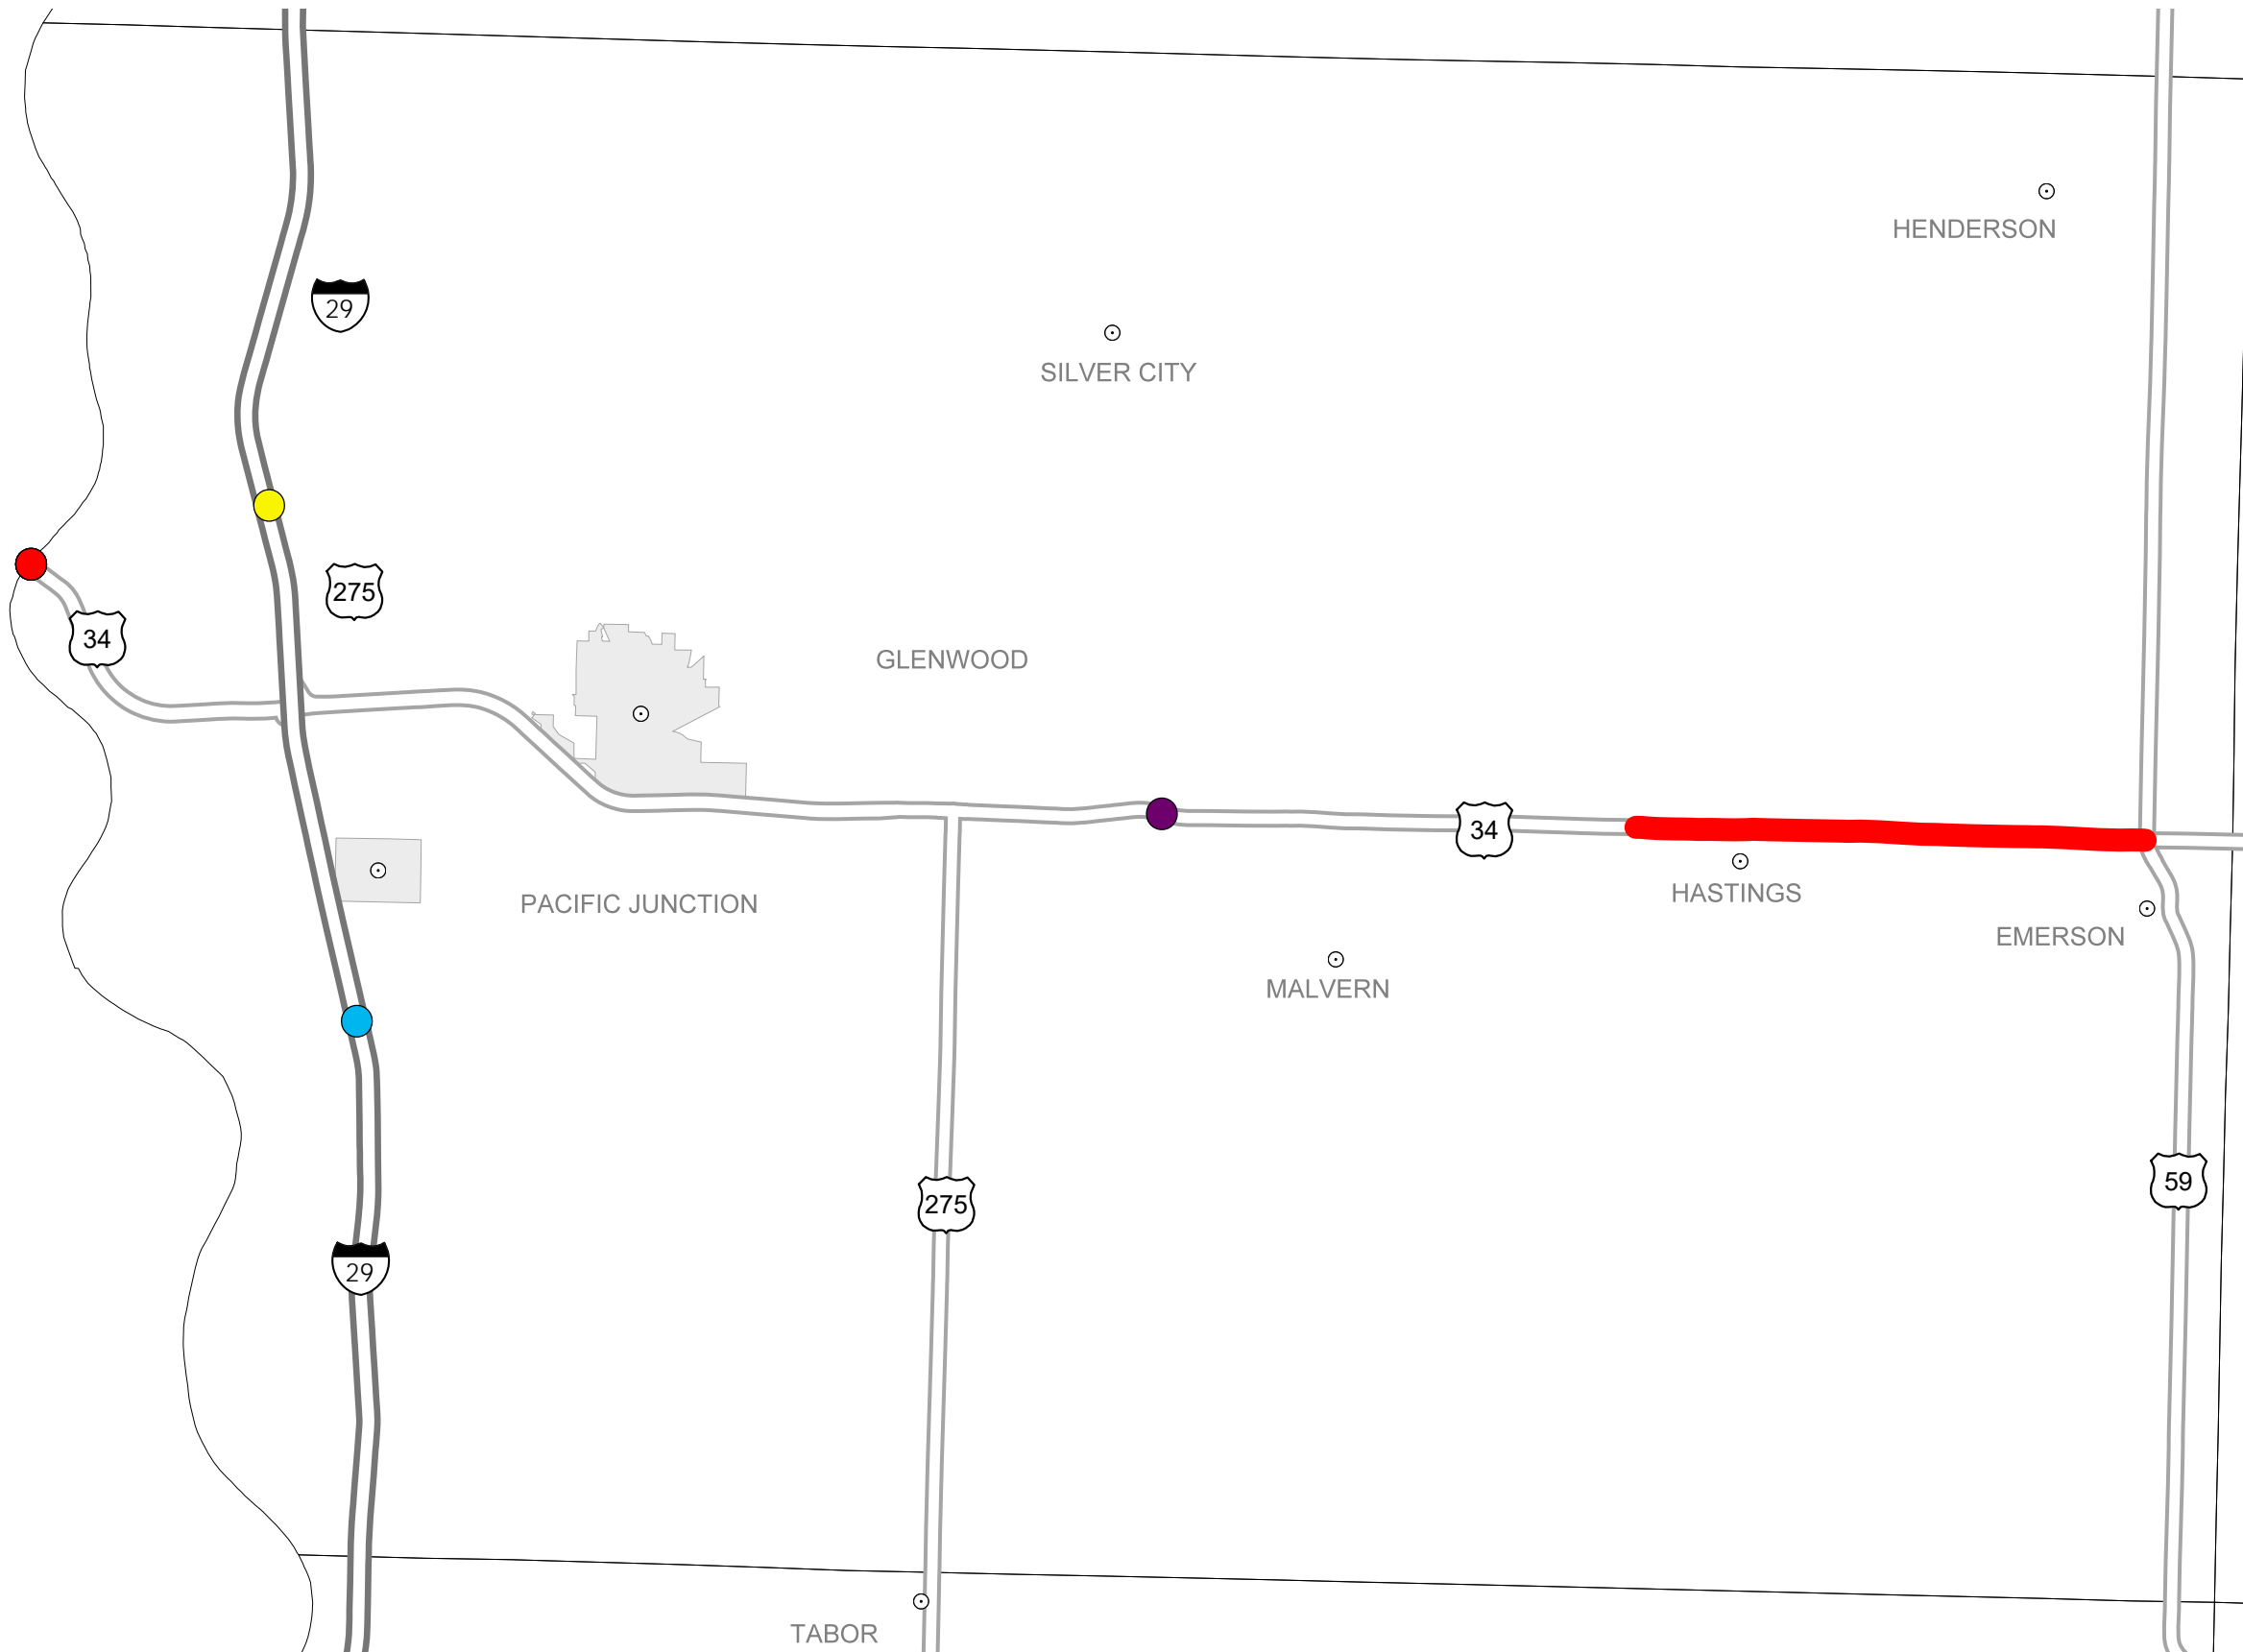 HENDERSON
29
SILVER CITY
275
34
GLENWOOD
34
HASTINGS
PACIFIC JUNCTION
EMERSON
MALVERN
59
275
29
TABOR